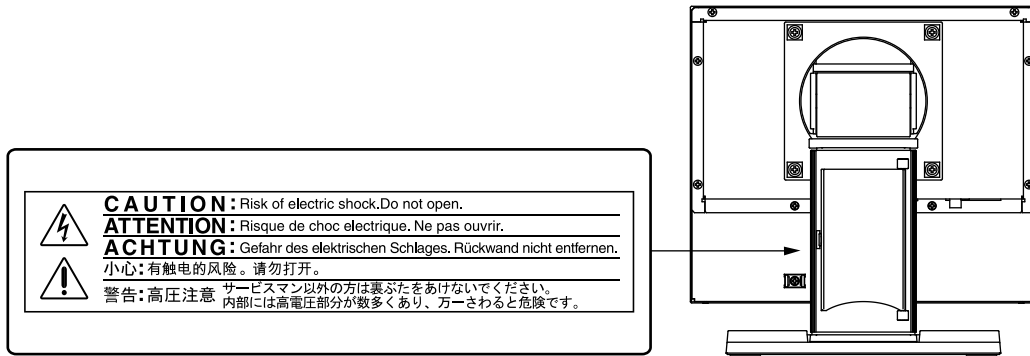 CAUTION: Risk of electric shock.Do not open.
ATTENTION: Risque de choc electrique. Ne pas ouvrir.
ACHTUNG: Gefahr des elektrischen Schlages. Rückwand nicht entfernen.
小心:有触电的风险。请勿打开。
警告:高圧注意 サービスマン以外の方は裏ぶたをあけないでください。
内部には高電圧部分が数多くあり、万一さわると危険です。